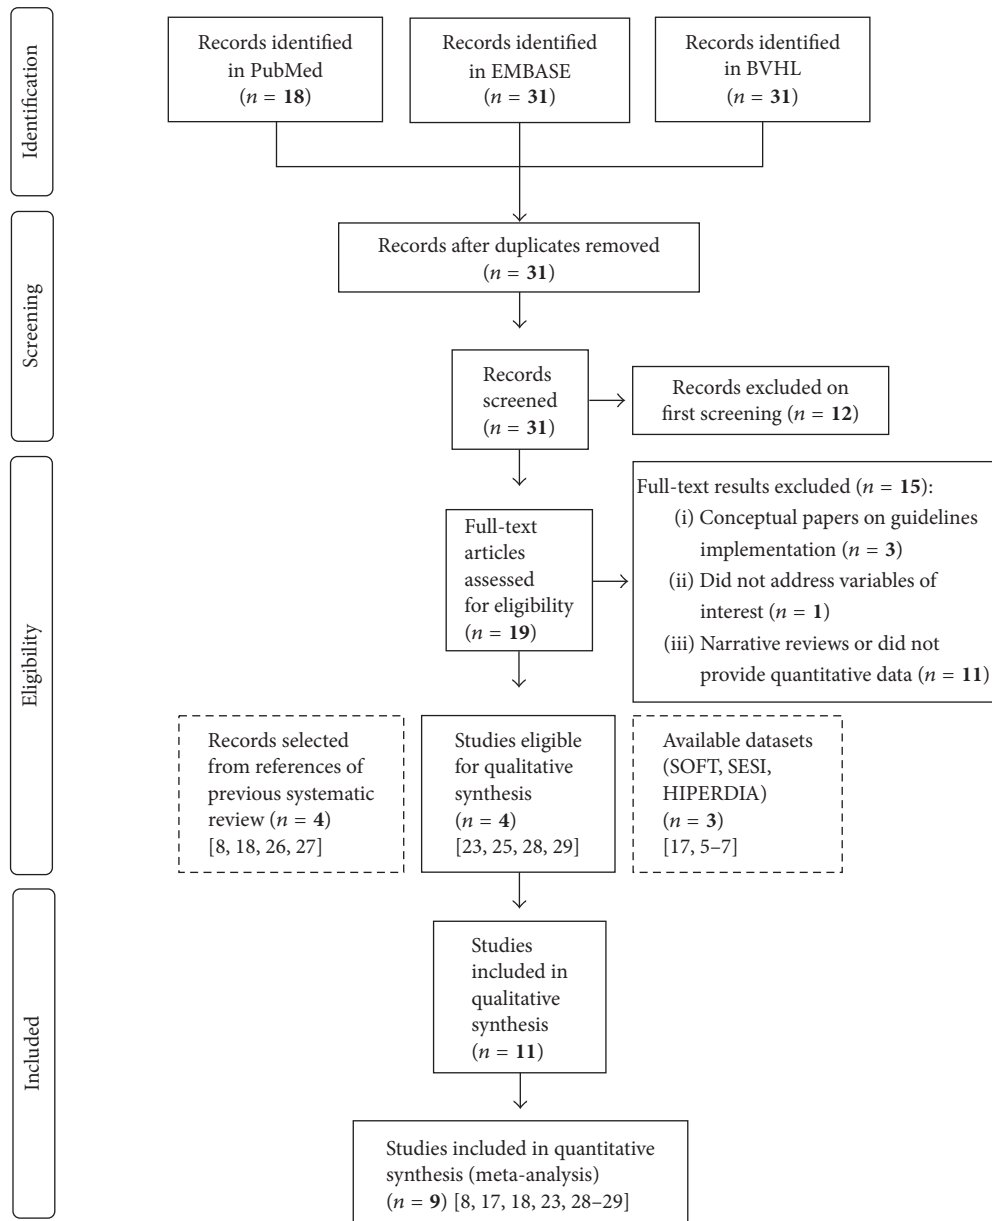 Identification
Records identified
in PubMed
(n = 18)
Records identified
in EMBASE
(n = 31)
Records identified
in BVHL
(n = 31)
Screening
Records after duplicates removed
(n = 31)
Records
screened
(n = 31)
Records excluded on
first screening (n = 12)
Eligibility
Full-text
articles
assessed
for eligibility
(n = 19)
Full-text results excluded (n = 15):
(i) Conceptual papers on guidelines
implementation (n = 3)
(ii) Did not address variables of
interest (n = 1)
(iii) Narrative reviews or did not
provide quantitative data (n = 11)
Records selected
from references of
previous systematic
review (n = 4)
[8, 18, 26, 27]
Studies eligible
for qualitative
synthesis
(n = 4)
[23, 25, 28, 29]
Available datasets
(SOFT, SESI,
HIPERDIA)
(n = 3)
[17, 5–7]
Included
Studies
included in
qualitative
synthesis
(n = 11)
Studies included in quantitative
synthesis (meta-analysis)
(n = 9) [8, 17, 18, 23, 28–29]